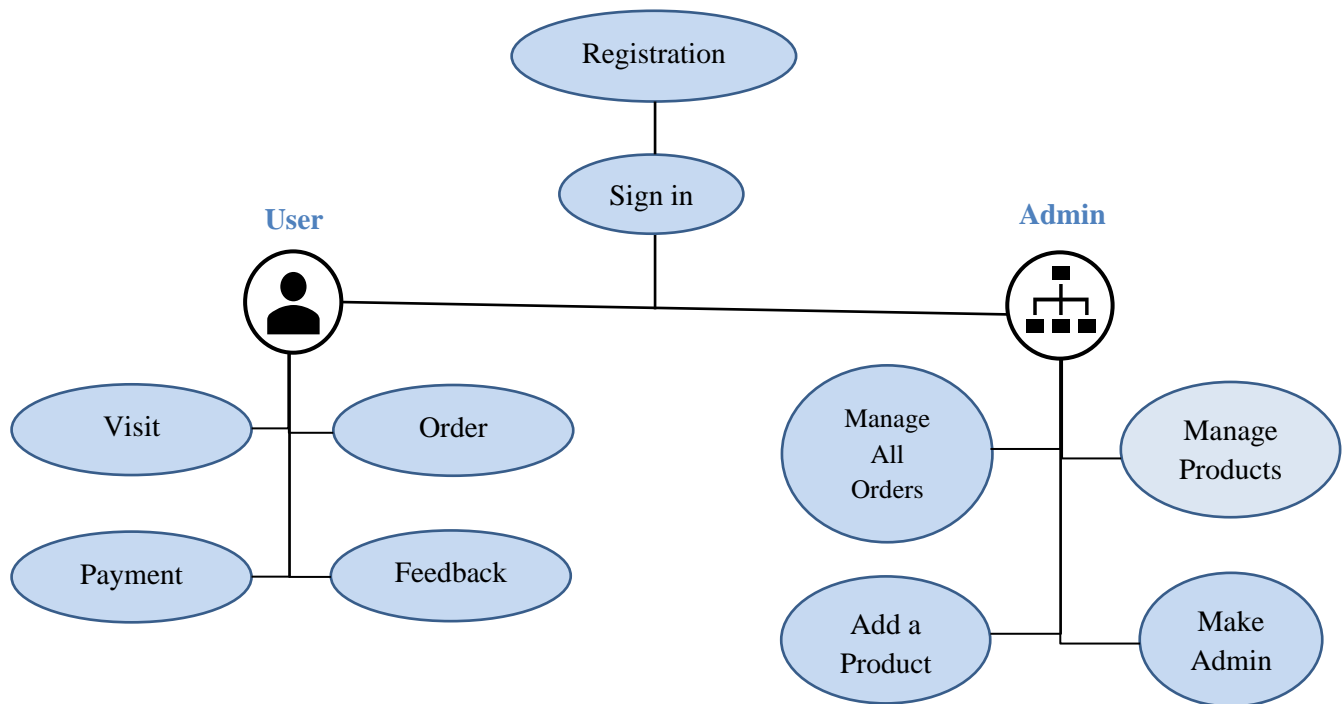 Registration
Sign in
User
Admin
Visit
Order
Payment
Feedback
Manage
All
Orders
Manage
Products
Add a
Product
Make
Admin